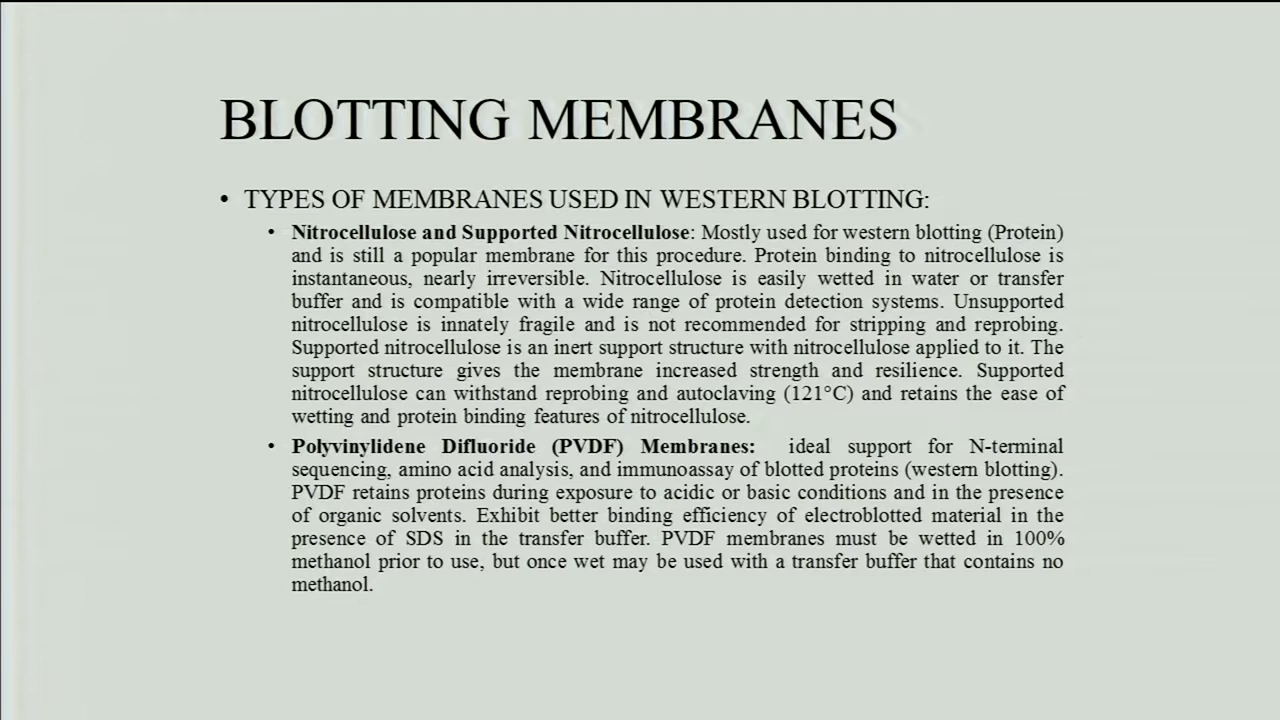 BLOTTING MEMBRANES
• TYPES OF MEMBRANES USED IN WESTERN BLOTTING:
• Nitrocellulose and Supported Nitrocellulose: Mostly used for western blotting (Protein)
and is still a popular membrane for this procedure. Protein binding to nitrocellulose is
instantaneous, nearly irreversible. Nitrocellulose is easily wetted in water or transfer
buffer and is compatible with a wide range of protein detection systems. Unsupported
nitrocellulose is innately fragile and is not recommended for stripping and reprobing.
Supported nitrocellulose is an inert support structure with nitrocellulose applied to it. The
support structure gives the membrane increased strength and resilience. Supported
nitrocellulose can withstand reprobing and autoclaving (121°C) and retains the ease of
wetting and protein binding features of nitrocellulose.
• Polyvinylidene Difluoride (PVDF) Membranes: ideal support for N-terminal
sequencing, amino acid analysis, and immunoassay of blotted proteins (western blotting).
PVDF retains proteins during exposure to acidic or basic conditions and in the presence
of organic solvents. Exhibit better binding efficiency of electroblotted material in the
presence of SDS in the transfer buffer. PVDF membranes must be wetted in 100%
methanol prior to use, but once wet may be used with a transfer buffer that contains no
methanol.